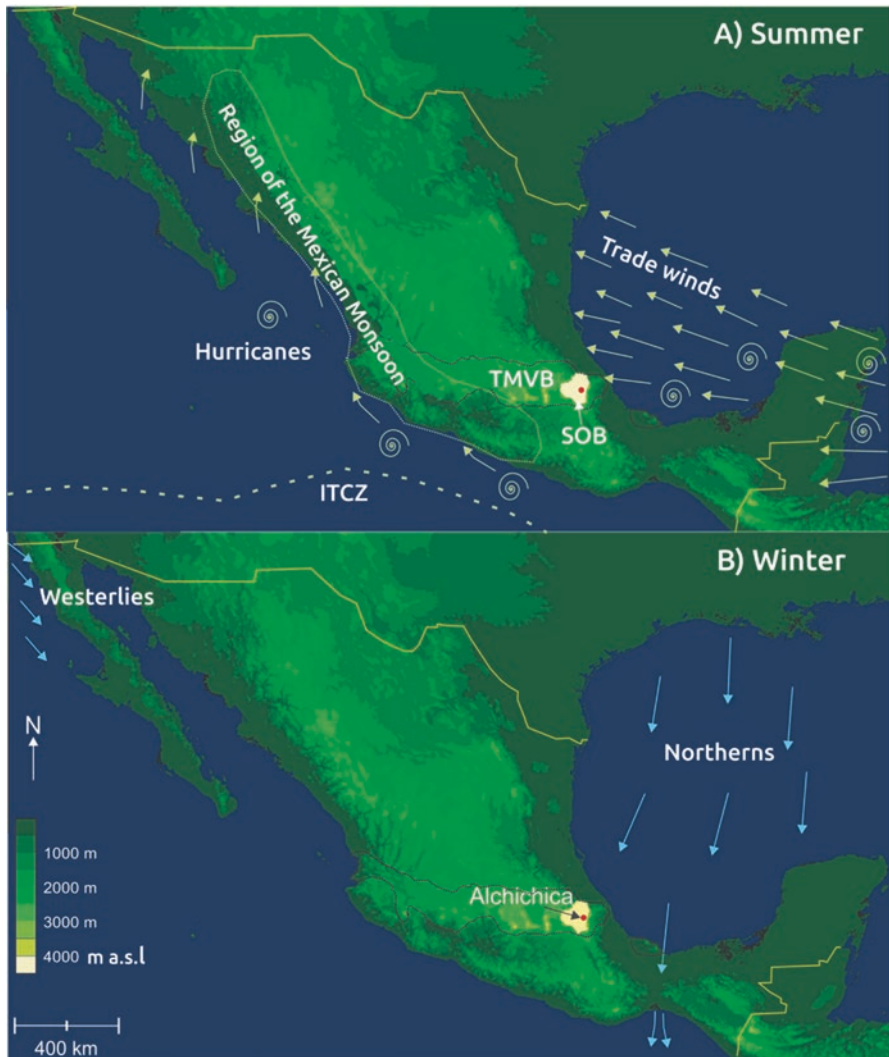 A) Summer
Region of the Mexican Monsoon
Trade winds
Hurricanes
TMVB
SOB
ITCZ
B) Winter
Westerlies
N
Northerns
1000 m
2000 m
3000 m
4000 m a.s.l
Alchichica
400 km